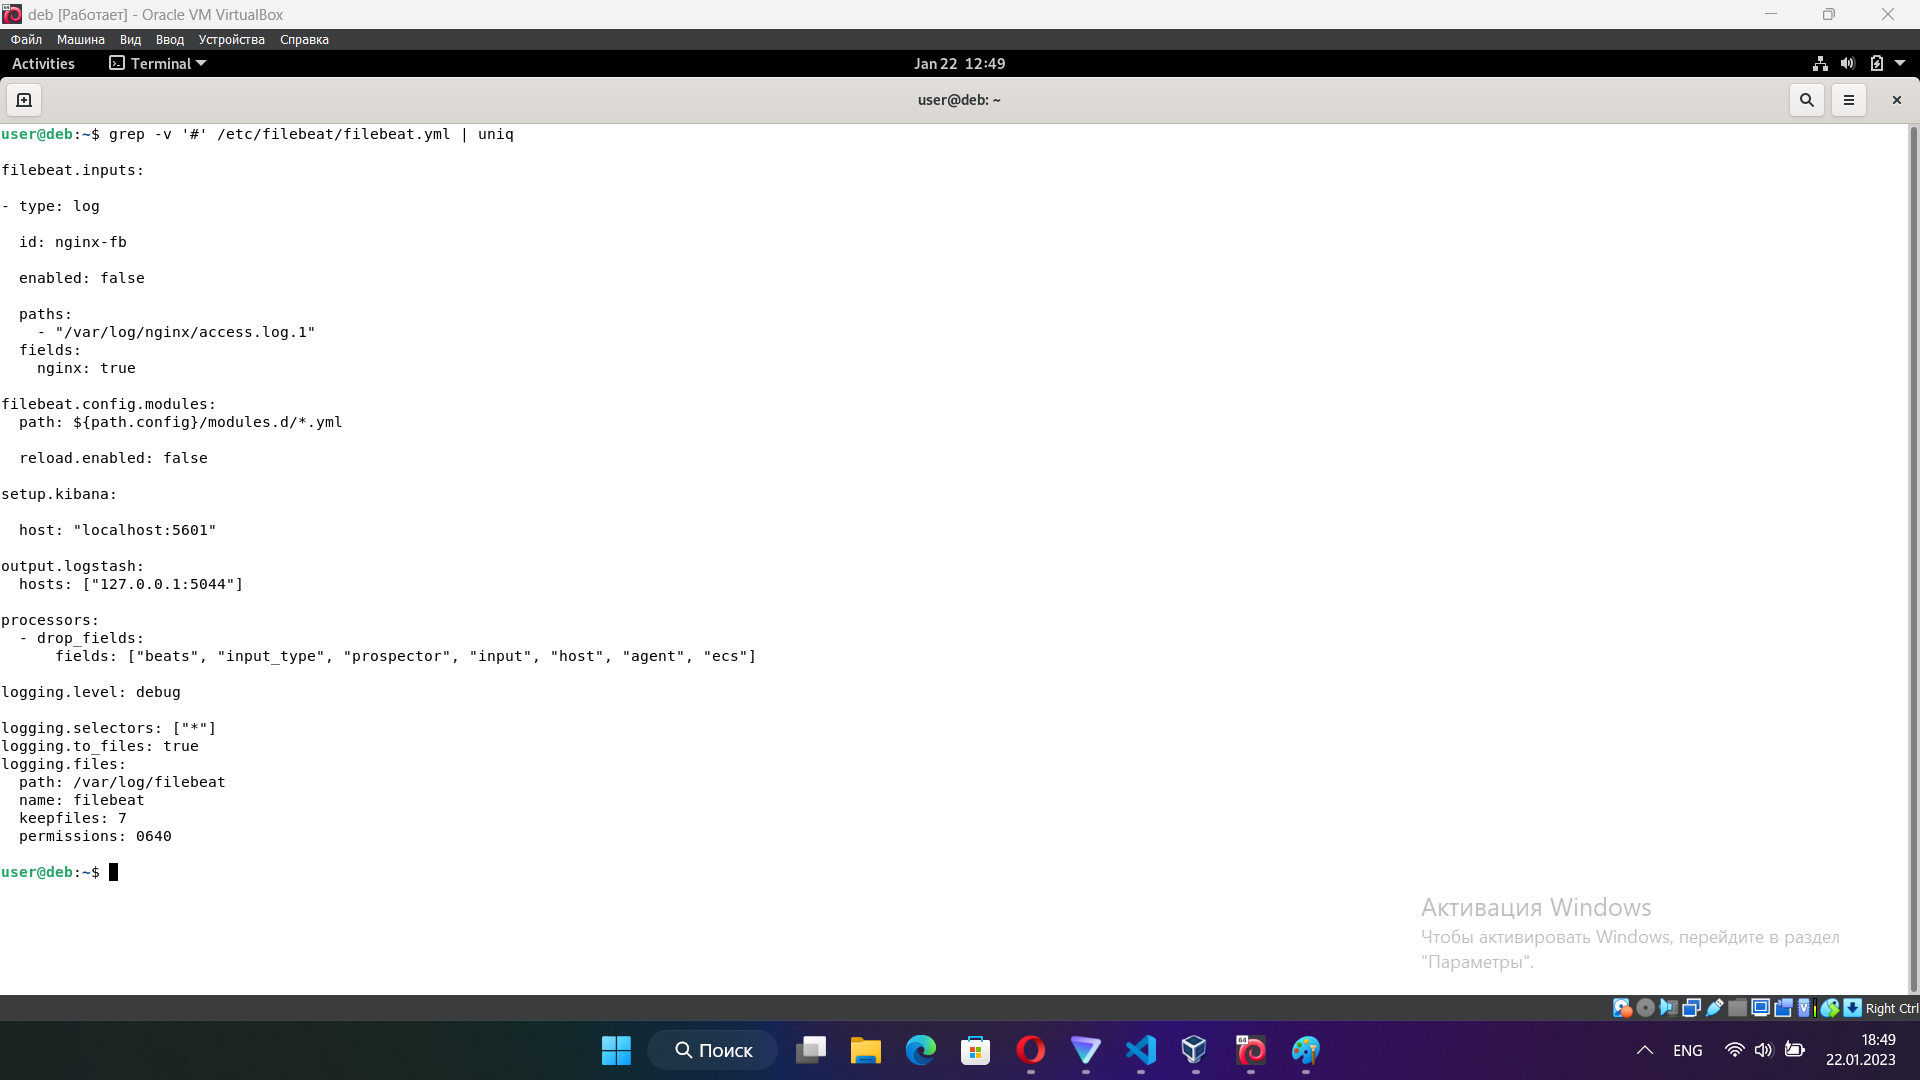 deb [Работает] - Oracle VM VirtualBox
Файл Машина Вид Ввод Устройства Справка
Activities Terminal Jan 22 12:49
user@deb: ~
user@deb:~$ grep -v '#' /etc/filebeat/filebeat.yml | uniq
filebeat.inputs:
- type: log
  id: nginx-fb
  enabled: false
  paths:
    - "/var/log/nginx/access.log.1"
  fields:
    nginx: true
filebeat.config.modules:
  path: ${path.config}/modules.d/*.yml
  reload.enabled: false
setup.kibana:
  host: "localhost:5601"
output.logstash:
  hosts: ["127.0.0.1:5044"]
processors:
  - drop_fields:
      fields: ["beats", "input_type", "prospector", "input", "host", "agent", "ecs"]
logging.level: debug
logging.selectors: ["*"]
logging.to_files: true
logging.files:
  path: /var/log/filebeat
  name: filebeat
  keepfiles: 7
  permissions: 0640
user@deb:~$
Активация Windows
Чтобы активировать Windows, перейдите в раздел
"Параметры".
Right Ctrl
Поиск
64
ENG
18:49
22.01.2023